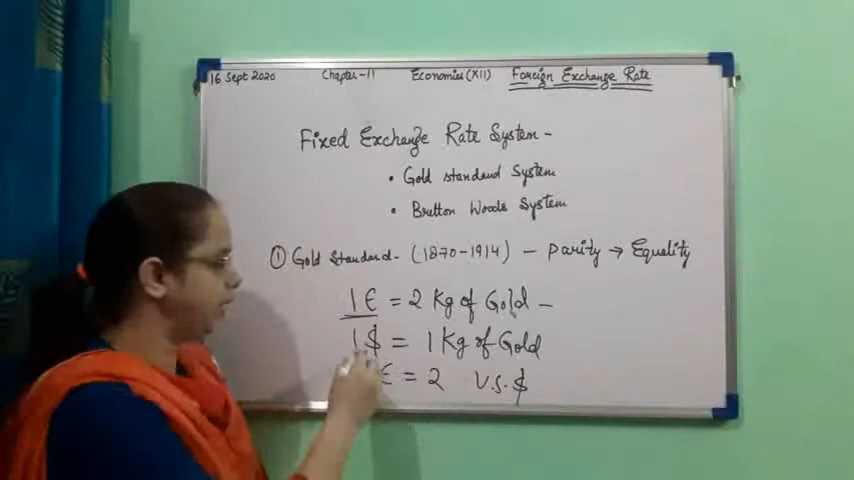 16 Sept 2020 Chapter-11 Economics (XII) Foreign Exchange Rate
Fixed Exchange Rate System -
• Gold standard System
• Bretton Woods System
① Gold Standard - (1870-1914) - Parity → Equality
1 € = 2 Kg of Gold -
1 $ = 1 Kg of Gold
€ = 2 U.S. $